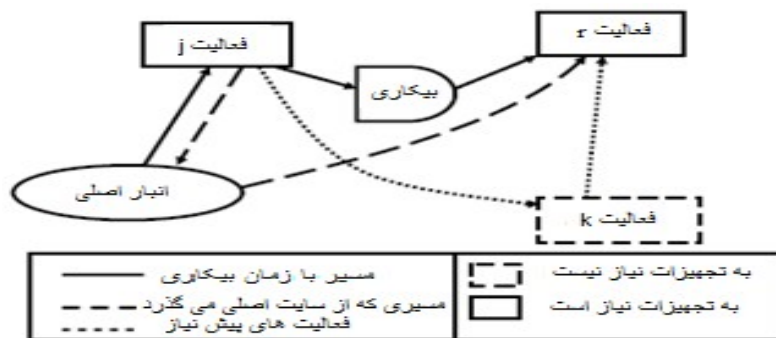 فعالیت j
فعالیت r
بیکاری
انبار اصلی
فعالیت k
مسیر با زمان بیکاری
مسیری که از سایت اصلی می گذرد
فعالیت های پیش نیاز
به تجهیزات نیاز نیست
به تجهیزات نیاز است